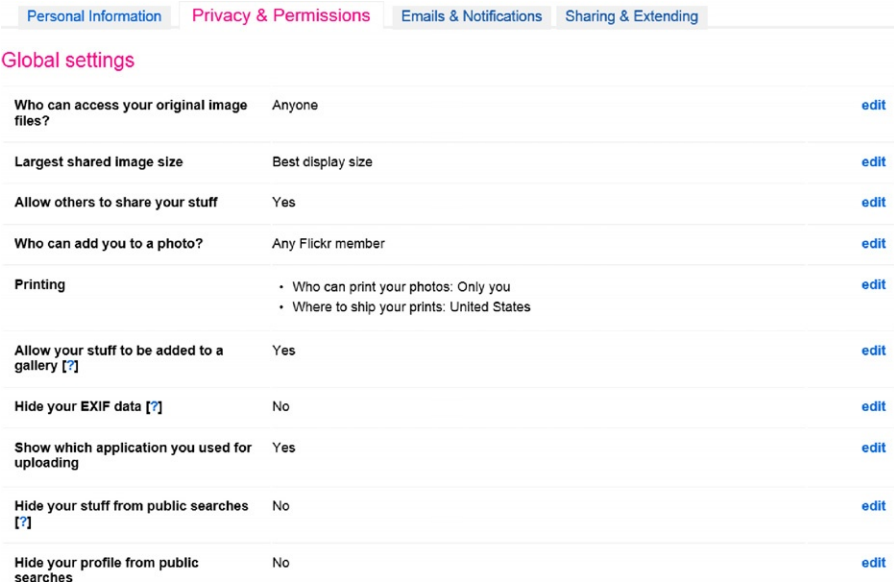 Personal Information Privacy & Permissions Emails & Notifications Sharing & Extending
Global settings
Who can access your original image Anyone edit
files?
Largest shared image size Best display size edit
Allow others to share your stuff Yes edit
Who can add you to a photo? Any Flickr member edit
Printing • Who can print your photos: Only you edit
• Where to ship your prints: United States
Allow your stuff to be added to a Yes edit
gallery [?]
Hide your EXIF data [?] No edit
Show which application you used for Yes edit
uploading
Hide your stuff from public searches No edit
[?]
Hide your profile from public No edit
searches